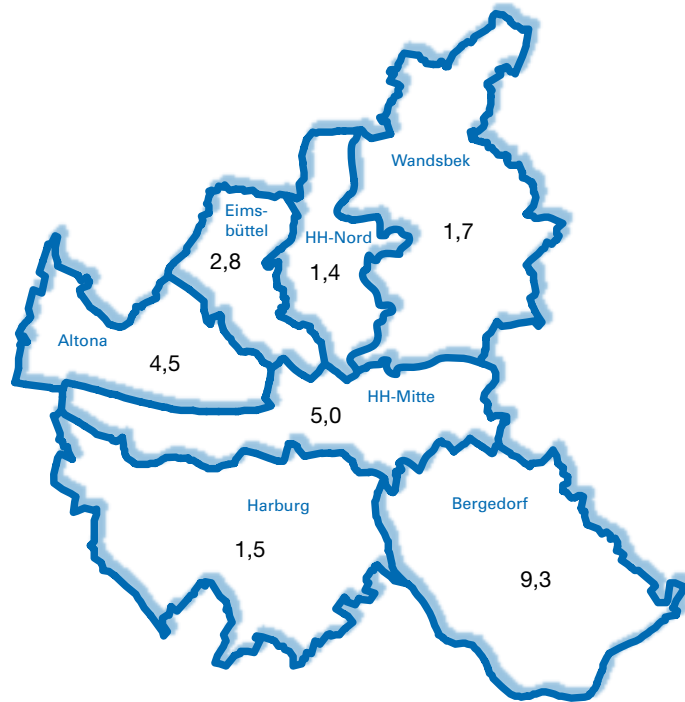 Wandsbek
1,7
Eims-
büttel
2,8
HH-Nord
1,4
Altona
4,5
HH-Mitte
5,0
Harburg
1,5
Bergedorf
9,3